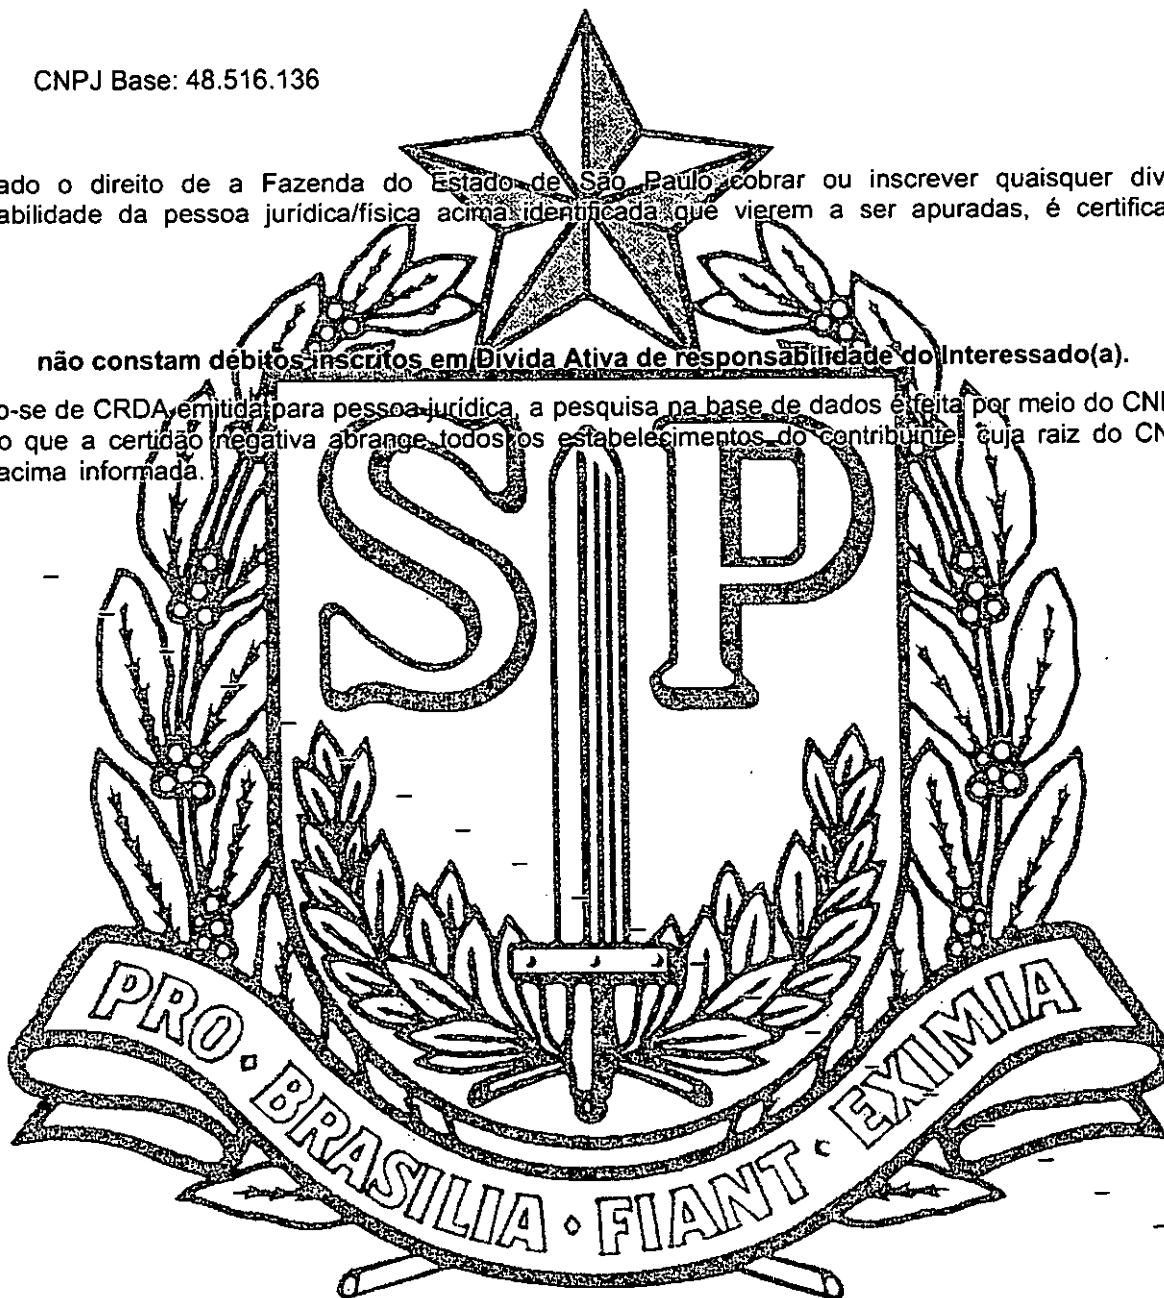 CNPJ Base: 48.516.136
ado o direito de a Fazenda do Estado de São Paulo cobrar ou inscrever quaisquer dív
abilidade da pessoa jurídica/física acima identificada que vierem a ser apuradas, é certifica
não constam débitos inscritos em Dívida Ativa de responsabilidade do Interessado(a).
o-se de CRDA emitida para pessoa jurídica, a pesquisa na base de dados é feita por meio do CN
o que a certidão negativa abrange todos os estabelecimentos do contribuinte, cuja raiz do CN
acima informada.
S P
PRO • BRASILIA • FIANT • EXIMIA